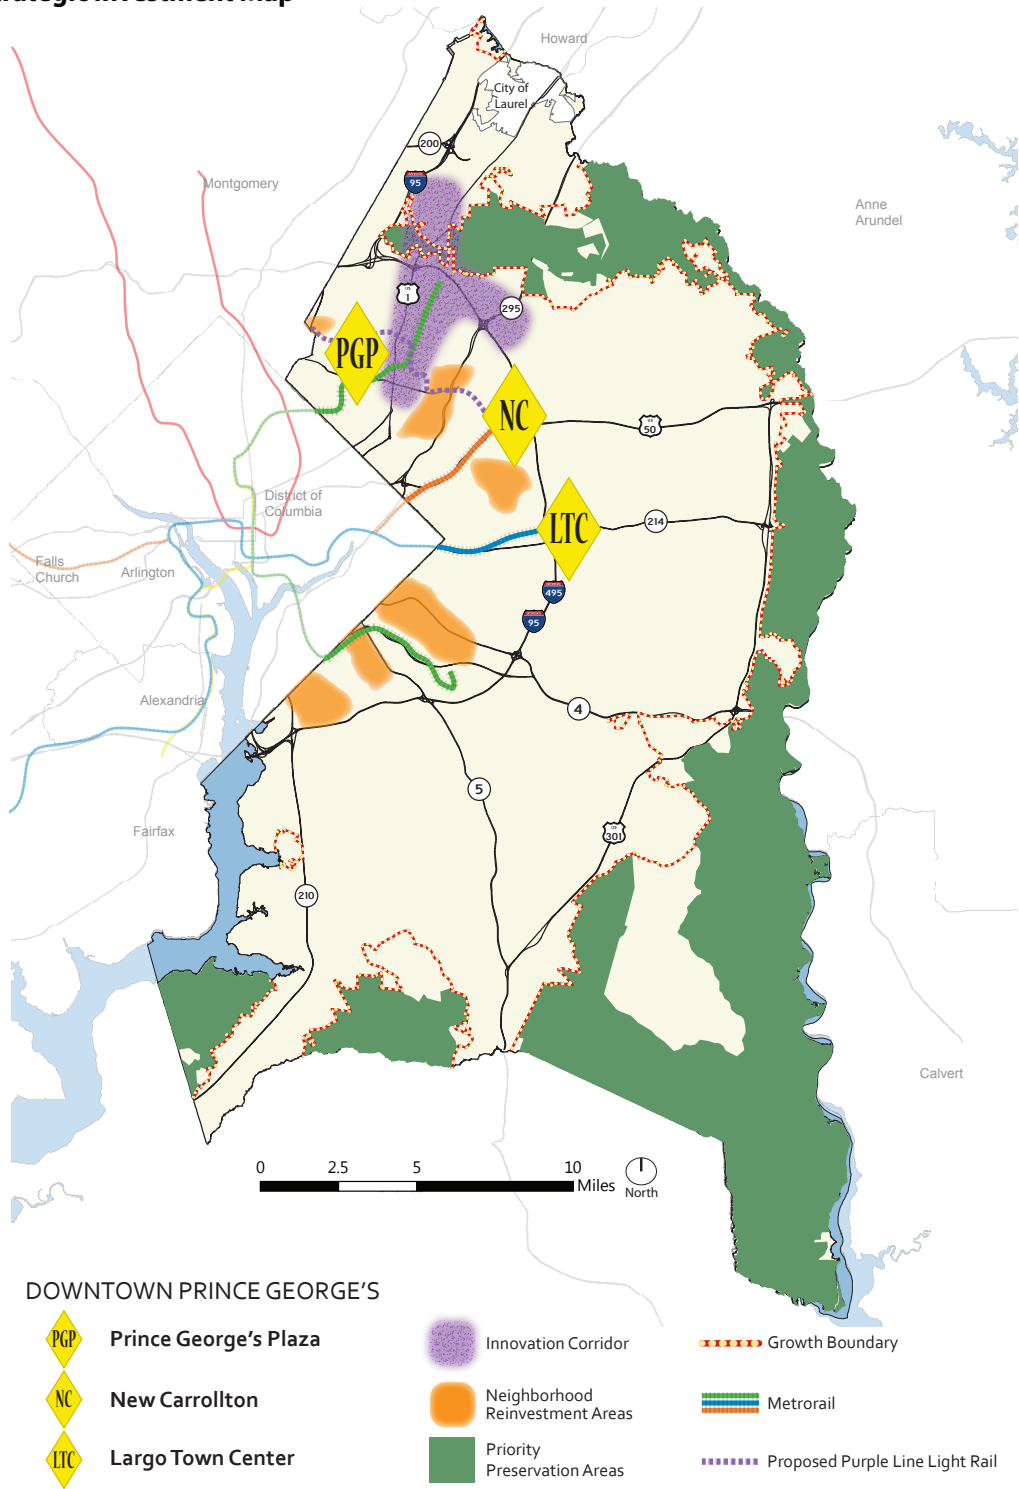 Howard
City of
Laurel
200
95
Montgomery
Anne
Arundel
US
1
295
PGP
NC
US
50
District of
Columbia
LTC
214
Falls
Church
Arlington
495
95
Alexandria
4
5
Fairfax
US
301
210
Calvert
0 2.5 5 10
Miles
North
DOWNTOWN PRINCE GEORGE'S
PGP Prince George's Plaza
NC New Carrollton
LTC Largo Town Center
Innovation Corridor
Neighborhood
Reinvestment Areas
Priority
Preservation Areas
Growth Boundary
Metrorail
Proposed Purple Line Light Rail